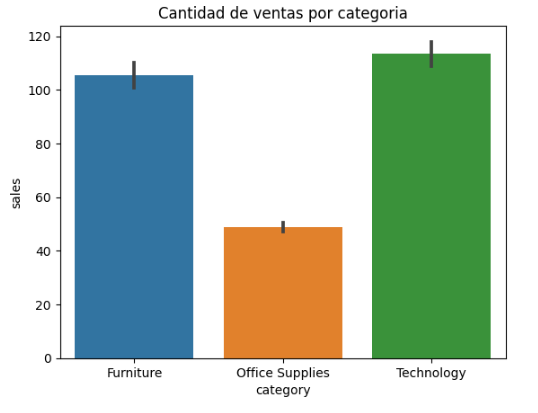 Cantidad de ventas por categoria
120
100
80
60
40
20
0
sales
Furniture
Office Supplies
Technology
category